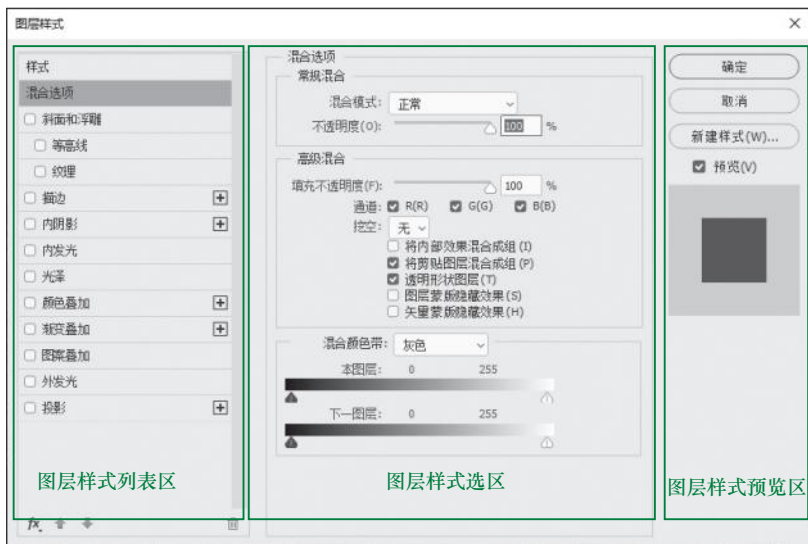 图层样式
样式
混合选项
斜面和浮雕
等高线
纹理
描边
内阴影
内发光
光泽
颜色叠加
渐变叠加
图案叠加
外发光
投影
fx
图层样式列表区
混合选项
常规混合
混合模式: 正常
不透明度(O): 100 %
高级混合
填充不透明度(F): 100 %
通道: R(R) G(G) B(B)
挖空: 无
将内部效果混合成组(I)
将剪贴图层混合成组(P)
透明形状图层(T)
图层蒙版隐藏效果(S)
矢量蒙版隐藏效果(H)
混合颜色带: 灰色
本图层: 0 255
下一图层: 0 255
图层样式选区
确定
取消
新建样式(W)...
预览(V)
图层样式预览区